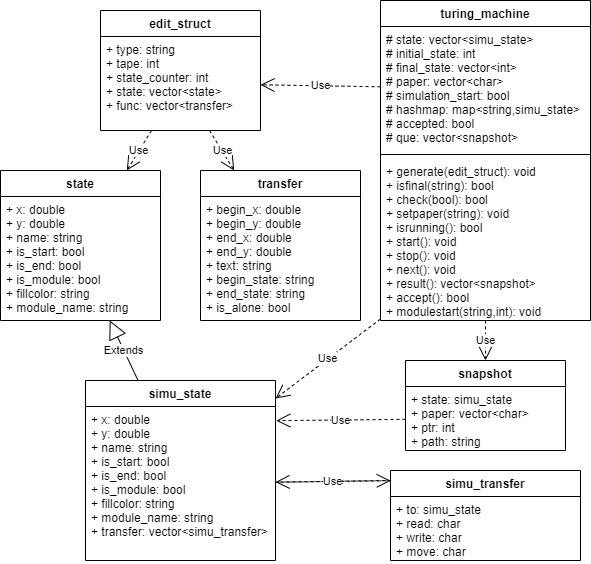 edit_struct
+ type: string
+ tape: int
+ state_counter: int
+ state: vector<state>
+ func: vector<transfer>
turing_machine
# state: vector<simu_state>
# initial_state: int
# final_state: vector<int>
# paper: vector<char>
# simulation_start: bool
# hashmap: map<string,simu_state>
# accepted: bool
# que: vector<snapshot>
+ generate(edit_struct): void
+ isfinal(string): bool
+ check(bool): bool
+ setpaper(string): void
+ isrunning(): bool
+ start(): void
+ stop(): void
+ next(): void
+ result(): vector<snapshot>
+ accept(): bool
+ modulestart(string,int): void
Use
Use
Use
state
+ x: double
+ y: double
+ name: string
+ is_start: bool
+ is_end: bool
+ is_module: bool
+ fillcolor: string
+ module_name: string
transfer
+ begin_x: double
+ begin_y: double
+ end_x: double
+ end_y: double
+ text: string
+ begin_state: string
+ end_state: string
+ is_alone: bool
Extends
Use
Use
simu_state
+ x: double
+ y: double
+ name: string
+ is_start: bool
+ is_end: bool
+ is_module: bool
+ fillcolor: string
+ module_name: string
+ transfer: vector<simu_transfer>
snapshot
+ state: simu_state
+ paper: vector<char>
+ ptr: int
+ path: string
Use
Use
simu_transfer
+ to: simu_state
+ read: char
+ write: char
+ move: char